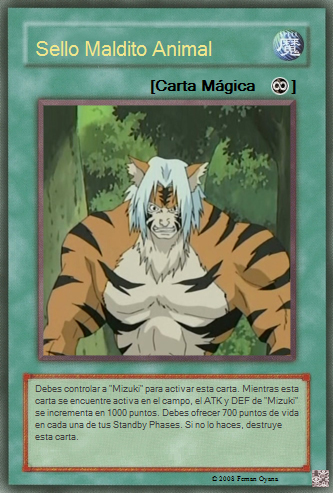 Sello Maldito Animal
魔
[Carta Mágica ]
Debes controlar a "Mizuki" para activar esta carta. Mientras esta
carta se encuentre activa en el campo, el ATK y DEF de "Mizuki"
se incrementa en 1000 puntos. Debes ofrecer 700 puntos de vida
en cada una de tus Standby Phases. Si no lo haces, destruye
esta carta.
© 2008 Ferran Oyana